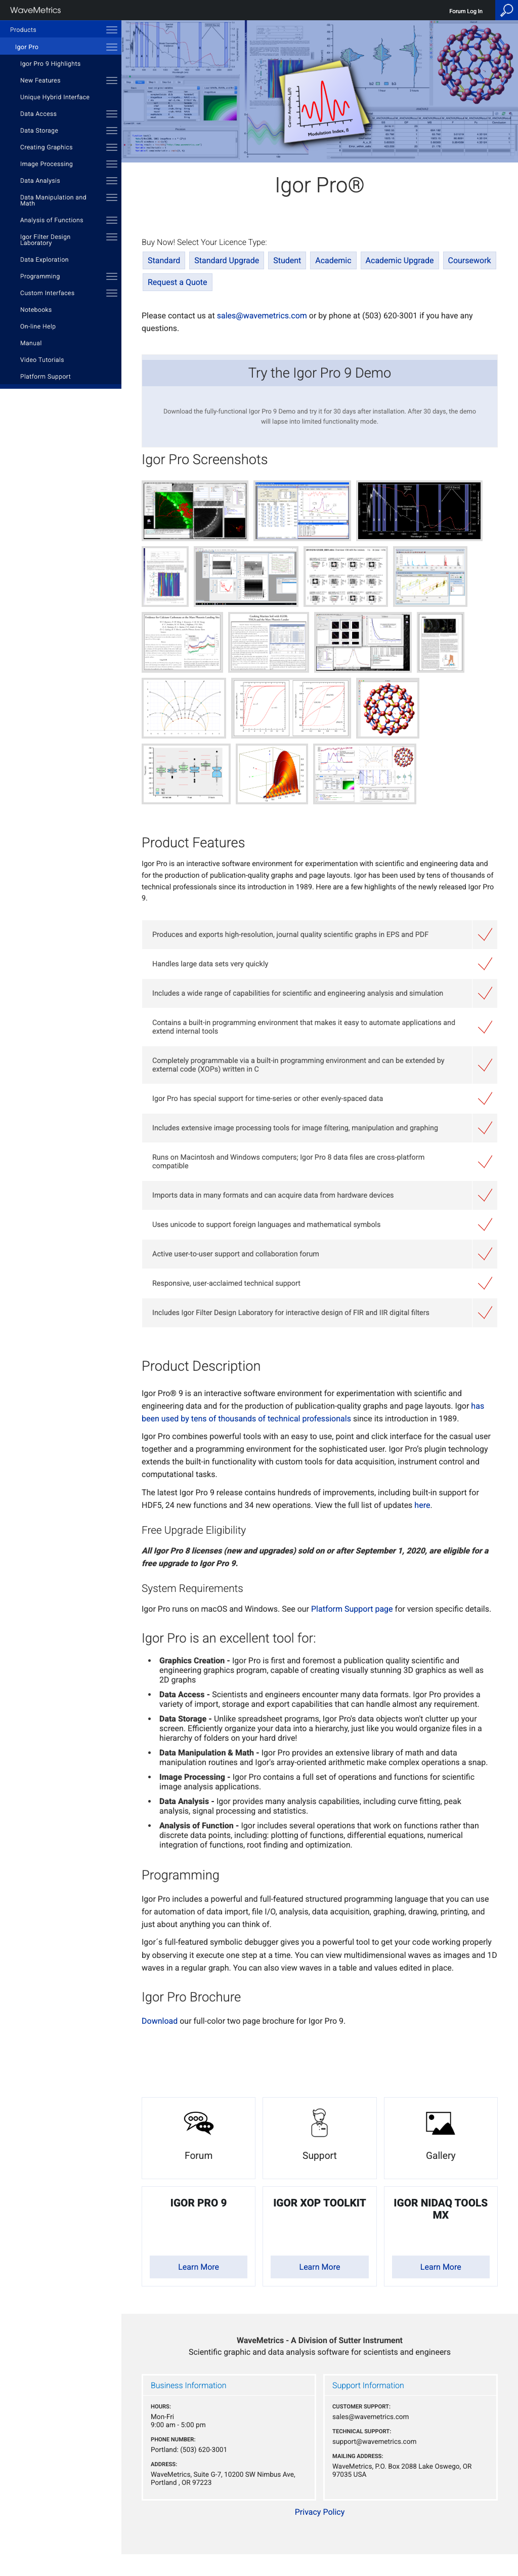 WaveMetrics
Forum Log In
Products
Igor Pro
Igor Pro 9 Highlights
New Features
Unique Hybrid Interface
Data Access
Data Storage
Creating Graphics
Image Processing
Data Analysis
Data Manipulation and
Math
Analysis of Functions
Igor Filter Design
Laboratory
Data Exploration
Programming
Custom Interfaces
Notebooks
On-line Help
Manual
Video Tutorials
Platform Support
Igor Pro®
Buy Now! Select Your Licence Type:
Standard Standard Upgrade Student Academic Academic Upgrade Coursework
Request a Quote
Please contact us at sales@wavemetrics.com or by phone at (503) 620-3001 if you have any
questions.
Try the Igor Pro 9 Demo
Download the fully-functional Igor Pro 9 Demo and try it for 30 days after installation. After 30 days, the demo
will lapse into limited functionality mode.
Igor Pro Screenshots
Product Features
Igor Pro is an interactive software environment for experimentation with scientific and engineering data and
for the production of publication-quality graphs and page layouts. Igor has been used by tens of thousands of
technical professionals since its introduction in 1989. Here are a few highlights of the newly released Igor Pro
9.
Produces and exports high-resolution, journal quality scientific graphs in EPS and PDF
Handles large data sets very quickly
Includes a wide range of capabilities for scientific and engineering analysis and simulation
Contains a built-in programming environment that makes it easy to automate applications and
extend internal tools
Completely programmable via a built-in programming environment and can be extended by
external code (XOPs) written in C
Igor Pro has special support for time-series or other evenly-spaced data
Includes extensive image processing tools for image filtering, manipulation and graphing
Runs on Macintosh and Windows computers; Igor Pro 8 data files are cross-platform
compatible
Imports data in many formats and can acquire data from hardware devices
Uses unicode to support foreign languages and mathematical symbols
Active user-to-user support and collaboration forum
Responsive, user-acclaimed technical support
Includes Igor Filter Design Laboratory for interactive design of FIR and IIR digital filters
Product Description
Igor Pro® 9 is an interactive software environment for experimentation with scientific and
engineering data and for the production of publication-quality graphs and page layouts. Igor has
been used by tens of thousands of technical professionals since its introduction in 1989.
Igor Pro combines powerful tools with an easy to use, point and click interface for the casual user
together and a programming environment for the sophisticated user. Igor Pro's plugin technology
extends the built-in functionality with custom tools for data acquisition, instrument control and
computational tasks.
The latest Igor Pro 9 release contains hundreds of improvements, including built-in support for
HDF5, 24 new functions and 34 new operations. View the full list of updates here.
Free Upgrade Eligibility
All Igor Pro 8 licenses (new and upgrades) sold on or after September 1, 2020, are eligible for a
free upgrade to Igor Pro 9.
System Requirements
Igor Pro runs on macOS and Windows. See our Platform Support page for version specific details.
Igor Pro is an excellent tool for:
• Graphics Creation - Igor Pro is first and foremost a publication quality scientific and
engineering graphics program, capable of creating visually stunning 3D graphics as well as
2D graphs
• Data Access - Scientists and engineers encounter many data formats. Igor Pro provides a
variety of import, storage and export capabilities that can handle almost any requirement.
• Data Storage - Unlike spreadsheet programs, Igor Pro's data objects won't clutter up your
screen. Efficiently organize your data into a hierarchy, just like you would organize files in a
hierarchy of folders on your hard drive!
• Data Manipulation & Math - Igor Pro provides an extensive library of math and data
manipulation routines and Igor's array-oriented arithmetic make complex operations a snap.
• Image Processing - Igor Pro contains a full set of operations and functions for scientific
image analysis applications.
• Data Analysis - Igor provides many analysis capabilities, including curve fitting, peak
analysis, signal processing and statistics.
• Analysis of Function - Igor includes several operations that work on functions rather than
discrete data points, including: plotting of functions, differential equations, numerical
integration of functions, root finding and optimization.
Programming
Igor Pro includes a powerful and full-featured structured programming language that you can use
for automation of data import, file I/O, analysis, data acquisition, graphing, drawing, printing, and
just about anything you can think of.
Igor´s full-featured symbolic debugger gives you a powerful tool to get your code working properly
by observing it execute one step at a time. You can view multidimensional waves as images and 1D
waves in a regular graph. You can also view waves in a table and values edited in place.
Igor Pro Brochure
Download our full-color two page brochure for Igor Pro 9.
Forum
Support
Gallery
IGOR PRO 9
Learn More
IGOR XOP TOOLKIT
Learn More
IGOR NIDAQ TOOLS
MX
Learn More
WaveMetrics - A Division of Sutter Instrument
Scientific graphic and data analysis software for scientists and engineers
Business Information
HOURS:
Mon-Fri
9:00 am - 5:00 pm
PHONE NUMBER:
Portland: (503) 620-3001
ADDRESS:
WaveMetrics, Suite G-7, 10200 SW Nimbus Ave,
Portland , OR 97223
Support Information
CUSTOMER SUPPORT:
sales@wavemetrics.com
TECHNICAL SUPPORT:
support@wavemetrics.com
MAILING ADDRESS:
WaveMetrics, P.O. Box 2088 Lake Oswego, OR
97035 USA
Privacy Policy